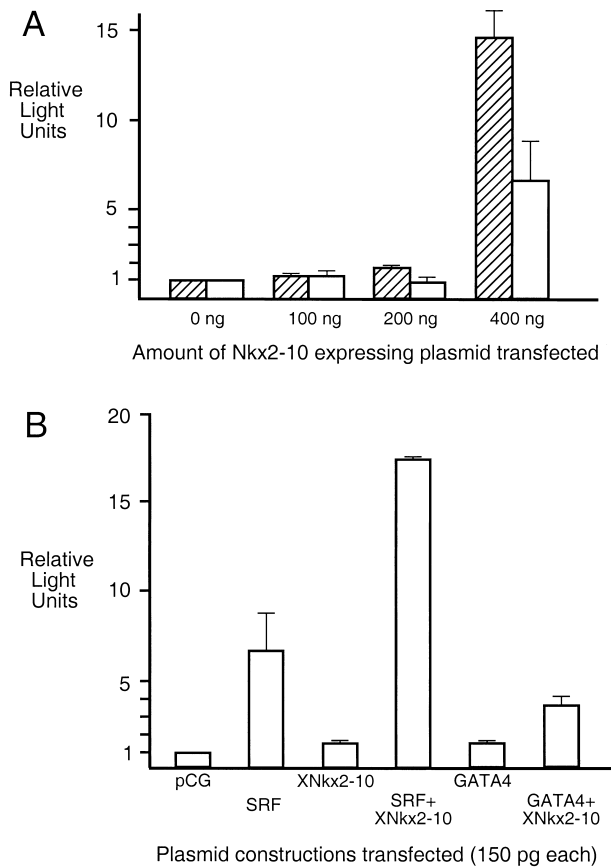 A
Relative
Light
Units
15
10
5
1
0 ng
100 ng
200 ng
400 ng
Amount of Nkx2-10 expressing plasmid transfected
B
Relative
Light
Units
20
15
10
5
1
pCG
SRF
XNkx2-10
SRF+
XNkx2-10
GATA4
GATA4+
XNkx2-10
Plasmid constructions transfected (150 pg each)